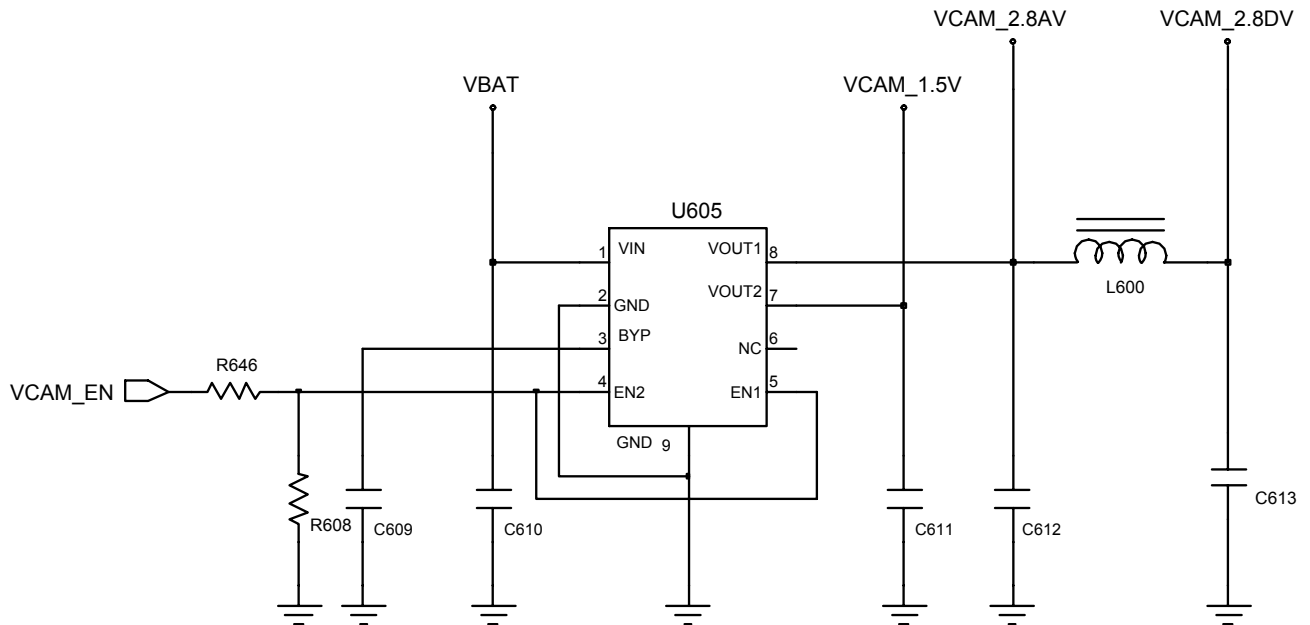 VCAM_2.8AV
VCAM_2.8DV
VBAT
VCAM_1.5V
U605
1
VIN
VOUT1
8
2
GND
VOUT2
7
3
BYP
NC
6
4
EN2
EN1
5
GND
9
L600
R646
VCAM_EN
R608
C609
C610
C611
C612
C613